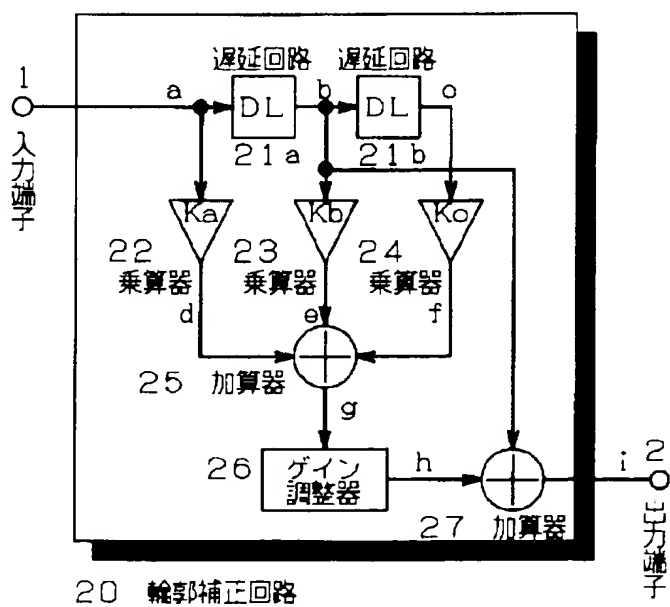 遅延回路 遅延回路
1 a DL b DL c
入力端子
21a 21b
Ka Kb Kc
22 23 24
乗算器 乗算器 乗算器
d e f
25 加算器
g
26 ゲイン調整器 h i 2
27 加算器
出力端子
20 輪郭補正回路